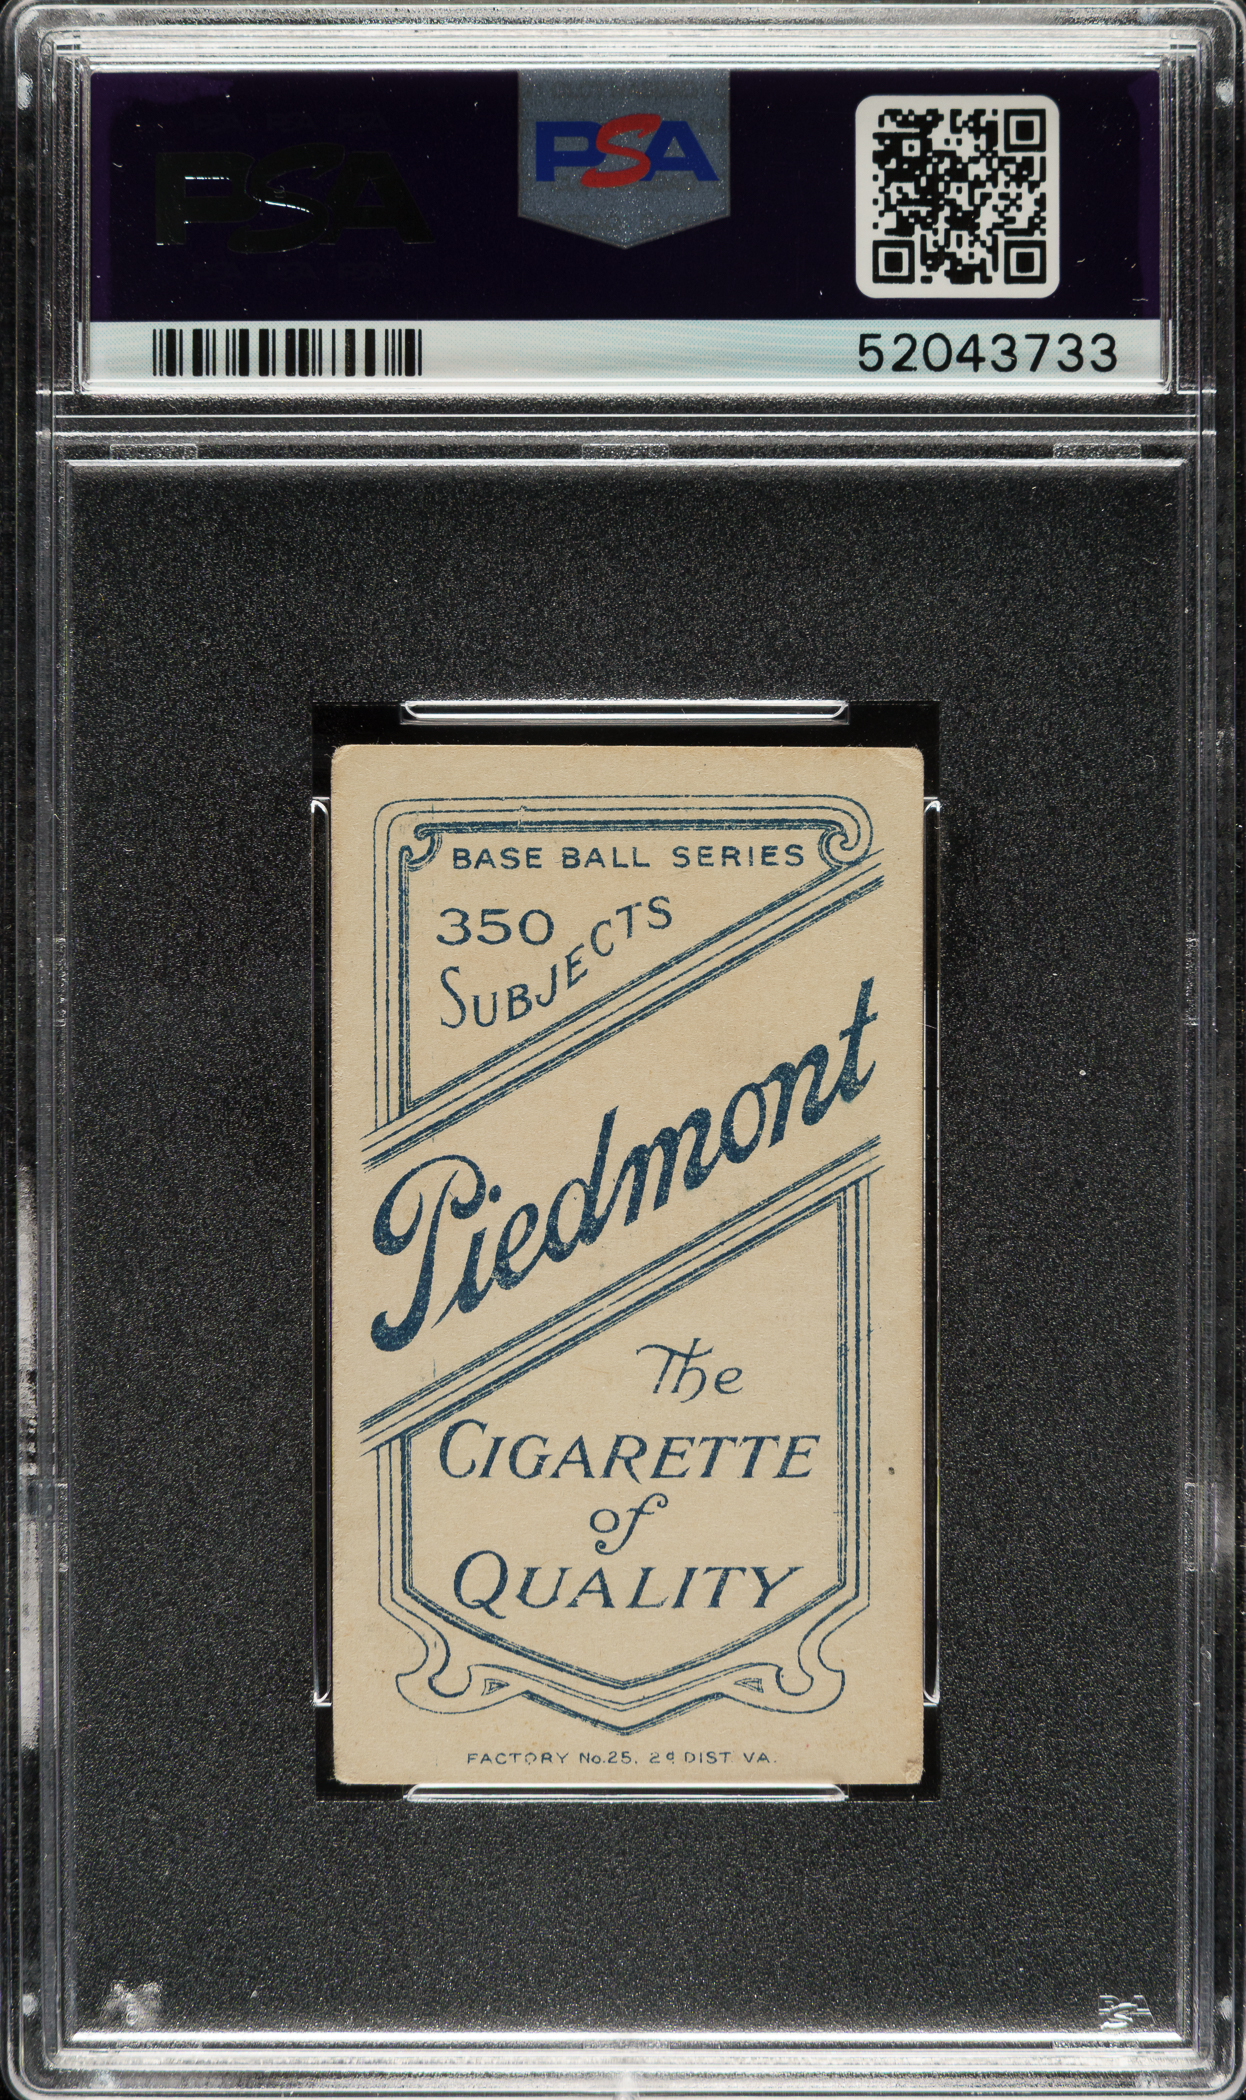 PSA
PSA
52043733
BASE BALL SERIES
350
SUBJECTS
Piedmont
The
CIGARETTE
of
QUALITY
FACTORY No.25. 2d DIST. VA.
PSA